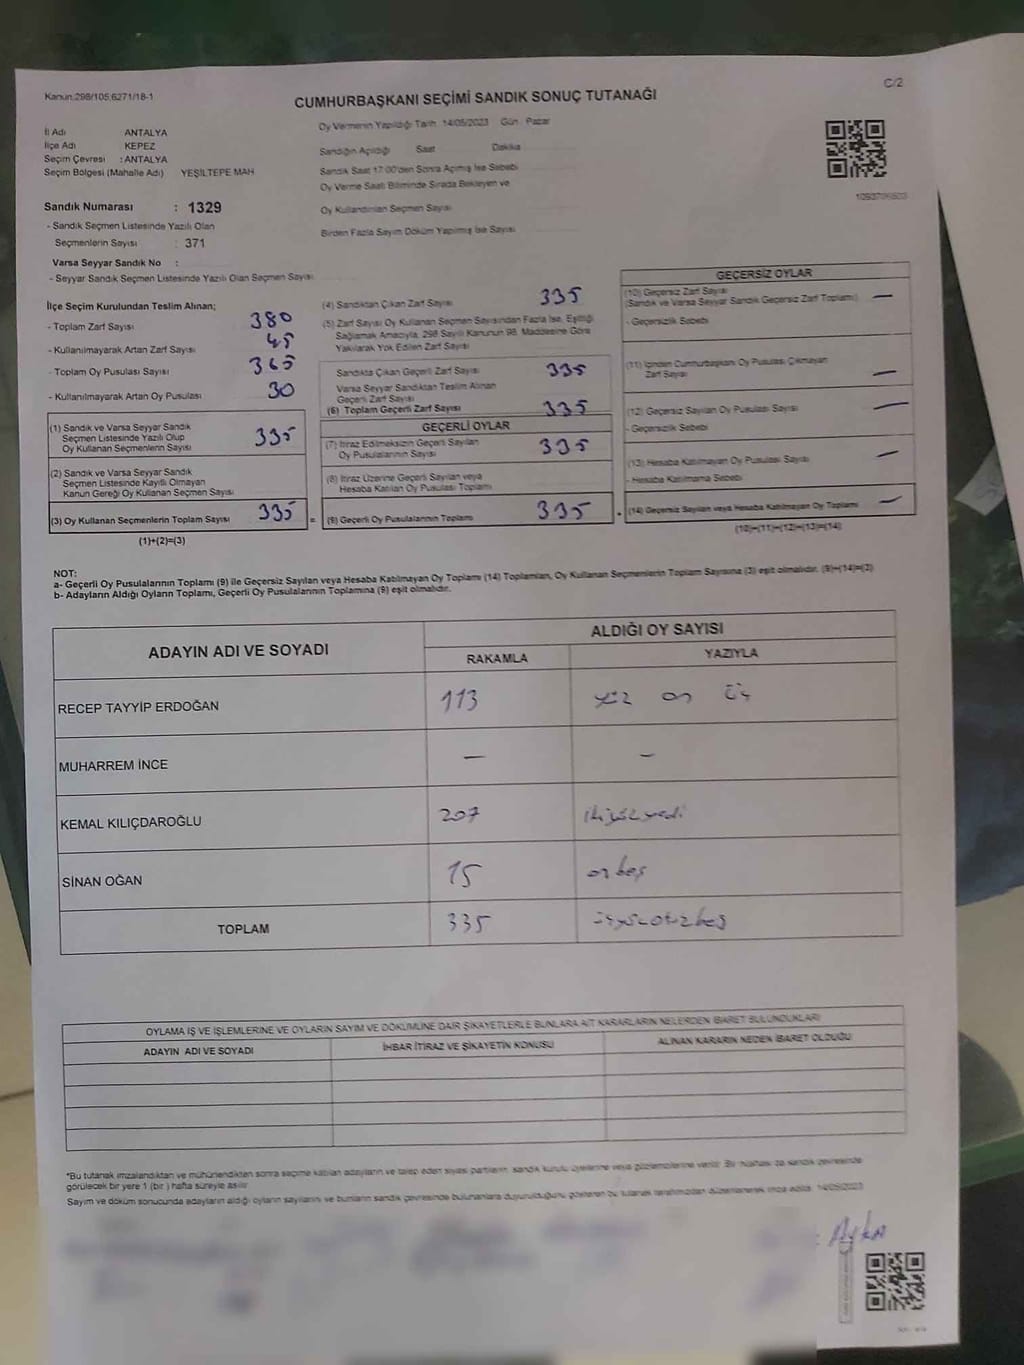 Kanun:298/105,6271/18-1
C/2
CUMHURBAŞKANI SEÇİMİ SANDIK SONUÇ TUTANAĞI
Oy Vermenin Yapıldığı Tarih 14/05/2023 Gün Pazar
İl Adı : ANTALYA
İlçe Adı : KEPEZ
Seçim Çevresi : ANTALYA
Seçim Bölgesi (Mahalle Adı) YEŞİLTEPE MAH
Sandığın Açıldığı Saat Dakika
Sandık Saat 17:00'den Sonra Açılmış İse Sebebi
Oy Verme Saati Bitiminde Sırada Bekleyen ve
Oy Kullandırılan Seçmen Sayısı
Birden Fazla Sayım Döküm Yapılmış İse Sayısı
Sandık Numarası : 1329
- Sandık Seçmen Listesinde Yazılı Olan
Seçmenlerin Sayısı : 371
Varsa Seyyar Sandık No :
- Seyyar Sandık Seçmen Listesinde Yazılı Olan Seçmen Sayısı
İlçe Seçim Kurulundan Teslim Alınan;
- Toplam Zarf Sayısı 380
- Kullanılmayarak Artan Zarf Sayısı 45
- Toplam Oy Pusulası Sayısı 365
- Kullanılmayarak Artan Oy Pusulası 30
(1) Sandık ve Varsa Seyyar Sandık
Seçmen Listesinde Yazılı Olup
Oy Kullanan Seçmenlerin Sayısı 335
(2) Sandık ve Varsa Seyyar Sandık
Seçmen Listesinde Kayıtlı Olmayan
Kanun Gereği Oy Kullanan Seçmen Sayısı
(3) Oy Kullanan Seçmenlerin Toplam Sayısı 335 =
(1)+(2)=(3)
(4) Sandıktan Çıkan Zarf Sayısı 335
(5) Zarf Sayısı Oy Kullanan Seçmen Sayısından Fazla İse, Eşitliği
Sağlamak Amacıyla, 298 Sayılı Kanunun 98. Maddesine Göre
Yakılarak Yok Edilen Zarf Sayısı
Sandıkta Çıkan Geçerli Zarf Sayısı 335
Varsa Seyyar Sandıktan Teslim Alınan
Geçerli Zarf Sayısı
(6) Toplam Geçerli Zarf Sayısı 335
GEÇERLİ OYLAR
(7) İtiraz Edilmeksizin Geçerli Sayılan
Oy Pusulalarının Sayısı 335
(8) İtiraz Üzerine Geçerli Sayılan veya
Hesaba Katılan Oy Pusulası Toplamı
(9) Geçerli Oy Pusulalarının Toplamı 335 +
GEÇERSİZ OYLAR
(10) Geçersiz Zarf Sayısı
(Sandık ve Varsa Seyyar Sandık Geçersiz Zarf Toplamı) —
- Geçersizlik Sebebi
(11) İçinden Cumhurbaşkanı Oy Pusulası Çıkmayan
Zarf Sayısı —
(12) Geçersiz Sayılan Oy Pusulası Sayısı —
- Geçersizlik Sebebi
(13) Hesaba Katılmayan Oy Pusulası Sayısı —
- Hesaba Katılmama Sebebi
(14) Geçersiz Sayılan veya Hesaba Katılmayan Oy Toplamı —
(10)+(11)+(12)+(13)=(14)
NOT:
a- Geçerli Oy Pusulalarının Toplamı (9) ile Geçersiz Sayılan veya Hesaba Katılmayan Oy Toplamı (14) Toplamları, Oy Kullanan Seçmenlerin Toplam Sayısına (3) eşit olmalıdır. (9)+(14)=(3)
b- Adayların Aldığı Oyların Toplamı, Geçerli Oy Pusulalarının Toplamına (9) eşit olmalıdır.
ADAYIN ADI VE SOYADI
ALDIĞI OY SAYISI
RAKAMLA YAZIYLA
RECEP TAYYİP ERDOĞAN 113 yüz on üç
MUHARREM İNCE — —
KEMAL KILIÇDAROĞLU 207 ikiyüzyedi
SİNAN OĞAN 15 onbeş
TOPLAM 335 üçyüzotuzbeş
OYLAMA İŞ VE İŞLEMLERİNE VE OYLARIN SAYIM VE DÖKÜMÜNE DAİR ŞİKAYETLERLE BUNLARA AİT KARARLARIN NELERDEN İBARET BULUNDUKLARI
ADAYIN ADI VE SOYADI İHBAR İTİRAZ VE ŞİKAYETİN KONUSU ALINAN KARARIN NEDEN İBARET OLDUĞU
*Bu tutanak imzalandıktan ve mühürlendikten sonra seçime katılan adayların ve talep eden siyasi partilerin, sandık kurulu üyelerine veya gözlemcilerine verilir. Bir nüshası da sandık çevresinde
görülecek bir yere 1 (bir ) hafta süreyle asılır.
Sayım ve döküm sonucunda adayların aldığı oyların sayılarını ve bunların sandık çevresinde bulunanlara duyurulduğunu gösteren bu tutanak tarafımızdan düzenlenerek imza edildi. 14/05/2023